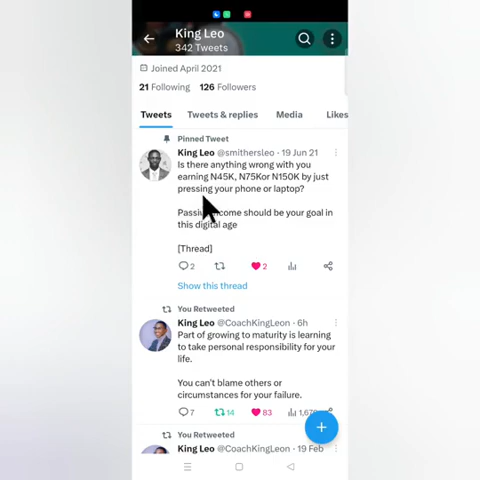 King Leo
342 Tweets
Joined April 2021
21 Following 126 Followers
Tweets Tweets & replies Media Likes
Pinned Tweet
King Leo @smithersleo · 19 Jun 21
Is there anything wrong with you
earning N45K, N75Kor N150K by just
pressing your phone or laptop?
income should be your goal in
this digital age
[Thread]
2 2
Show this thread
You Retweeted
King Leo @CoachKingLeon · 6h
Part of growing to maturity is learning
to take personal responsibility for your
life.
You can't blame others or
circumstances for your failure.
7 14 83
You Retweeted
King Leo @CoachKingLeon · 19 Feb